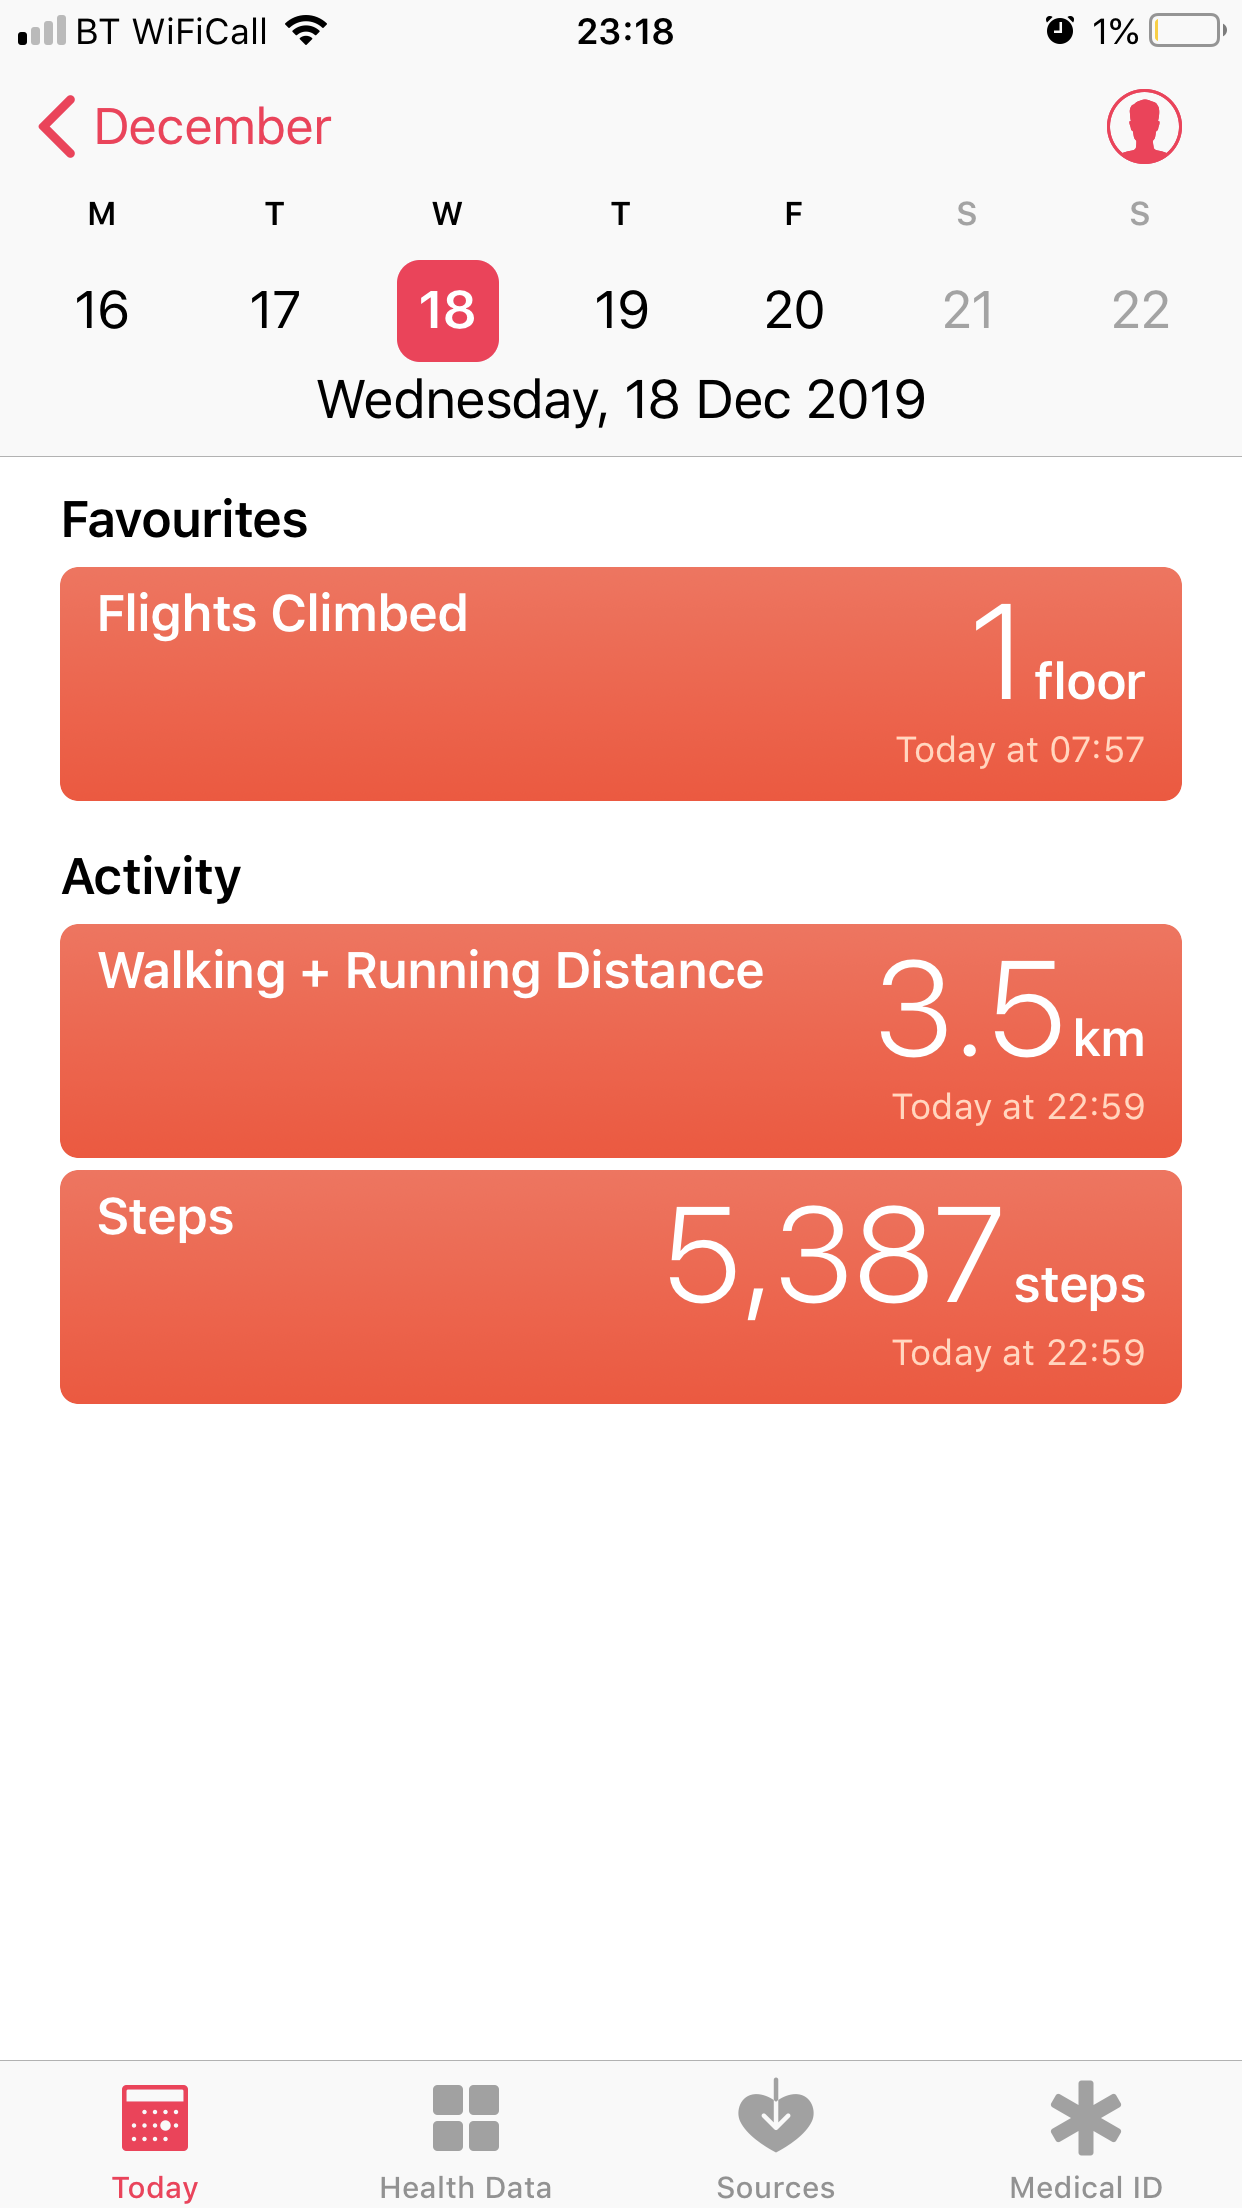 BT WiFiCall 23:18 1%
December
M T W T F S S
16 17 18 19 20 21 22
Wednesday, 18 Dec 2019
Favourites
Flights Climbed
1 floor
Today at 07:57
Activity
Walking + Running Distance
3.5 km
Today at 22:59
Steps
5,387 steps
Today at 22:59
Today Health Data Sources Medical ID